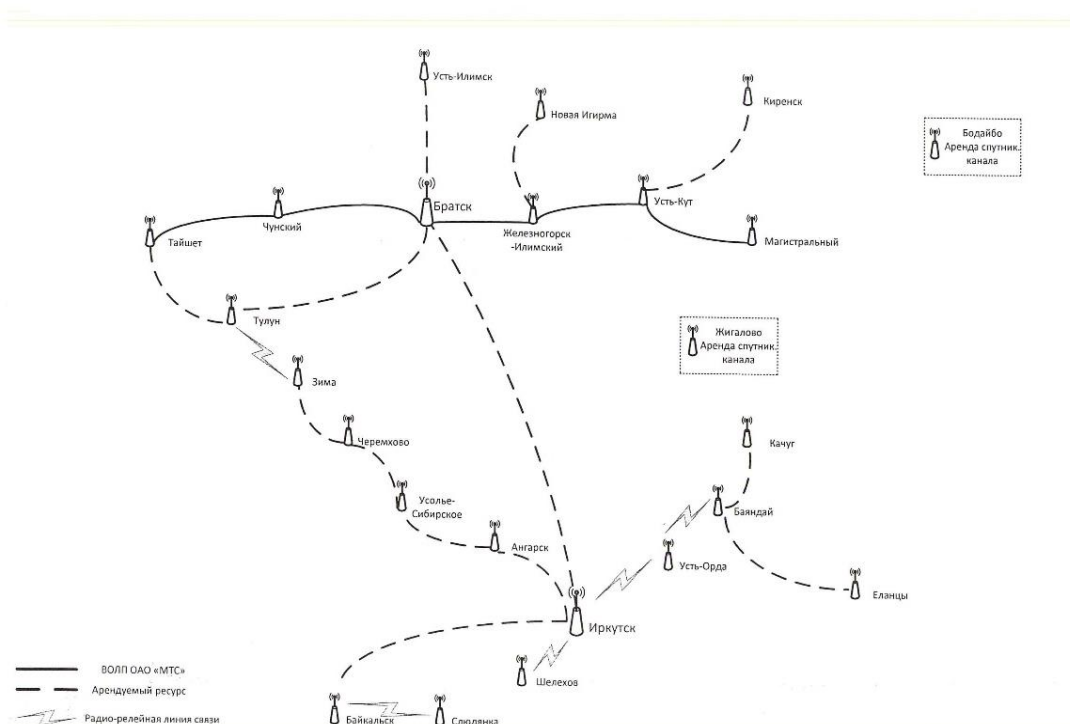 Усть-Илимск
Новая Игирма
Киренск
Бодайбо
Аренда спутник.
канала
Братск
Усть-Кут
Чунский
Железногорск
-Илимский
Тайшет
Магистральный
Тулун
Жигалово
Аренда спутник.
канала
Зима
Черемхово
Качуг
Усолье-
Сибирское
Баяндай
Ангарск
Усть-Орда
Еланцы
Иркутск
ВОЛП ОАО «МТС»
Шелехов
Арендуемый ресурс
Радио-релейная линия связи
Байкальск
Слюдянка